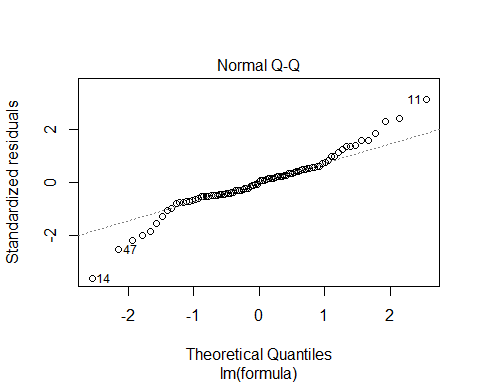 Normal Q-Q
Standardized residuals
2
0
-2
11
47
14
-2 -1 0 1 2
Theoretical Quantiles
lm(formula)